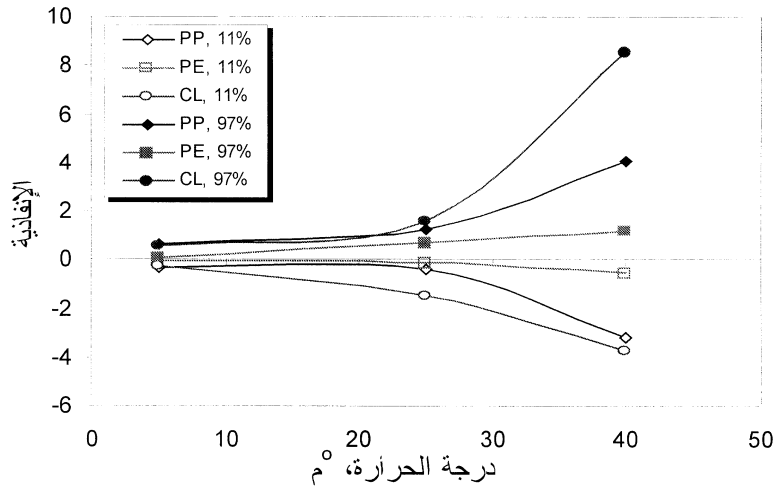 10
8
6
4
2
0
-2
-4
-6
PP, 11%
PE, 11%
CL, 11%
PP, 97%
PE, 97%
CL, 97%
الإنفاذية
0 10 20 30 40 50
درجة الحرارة، °م